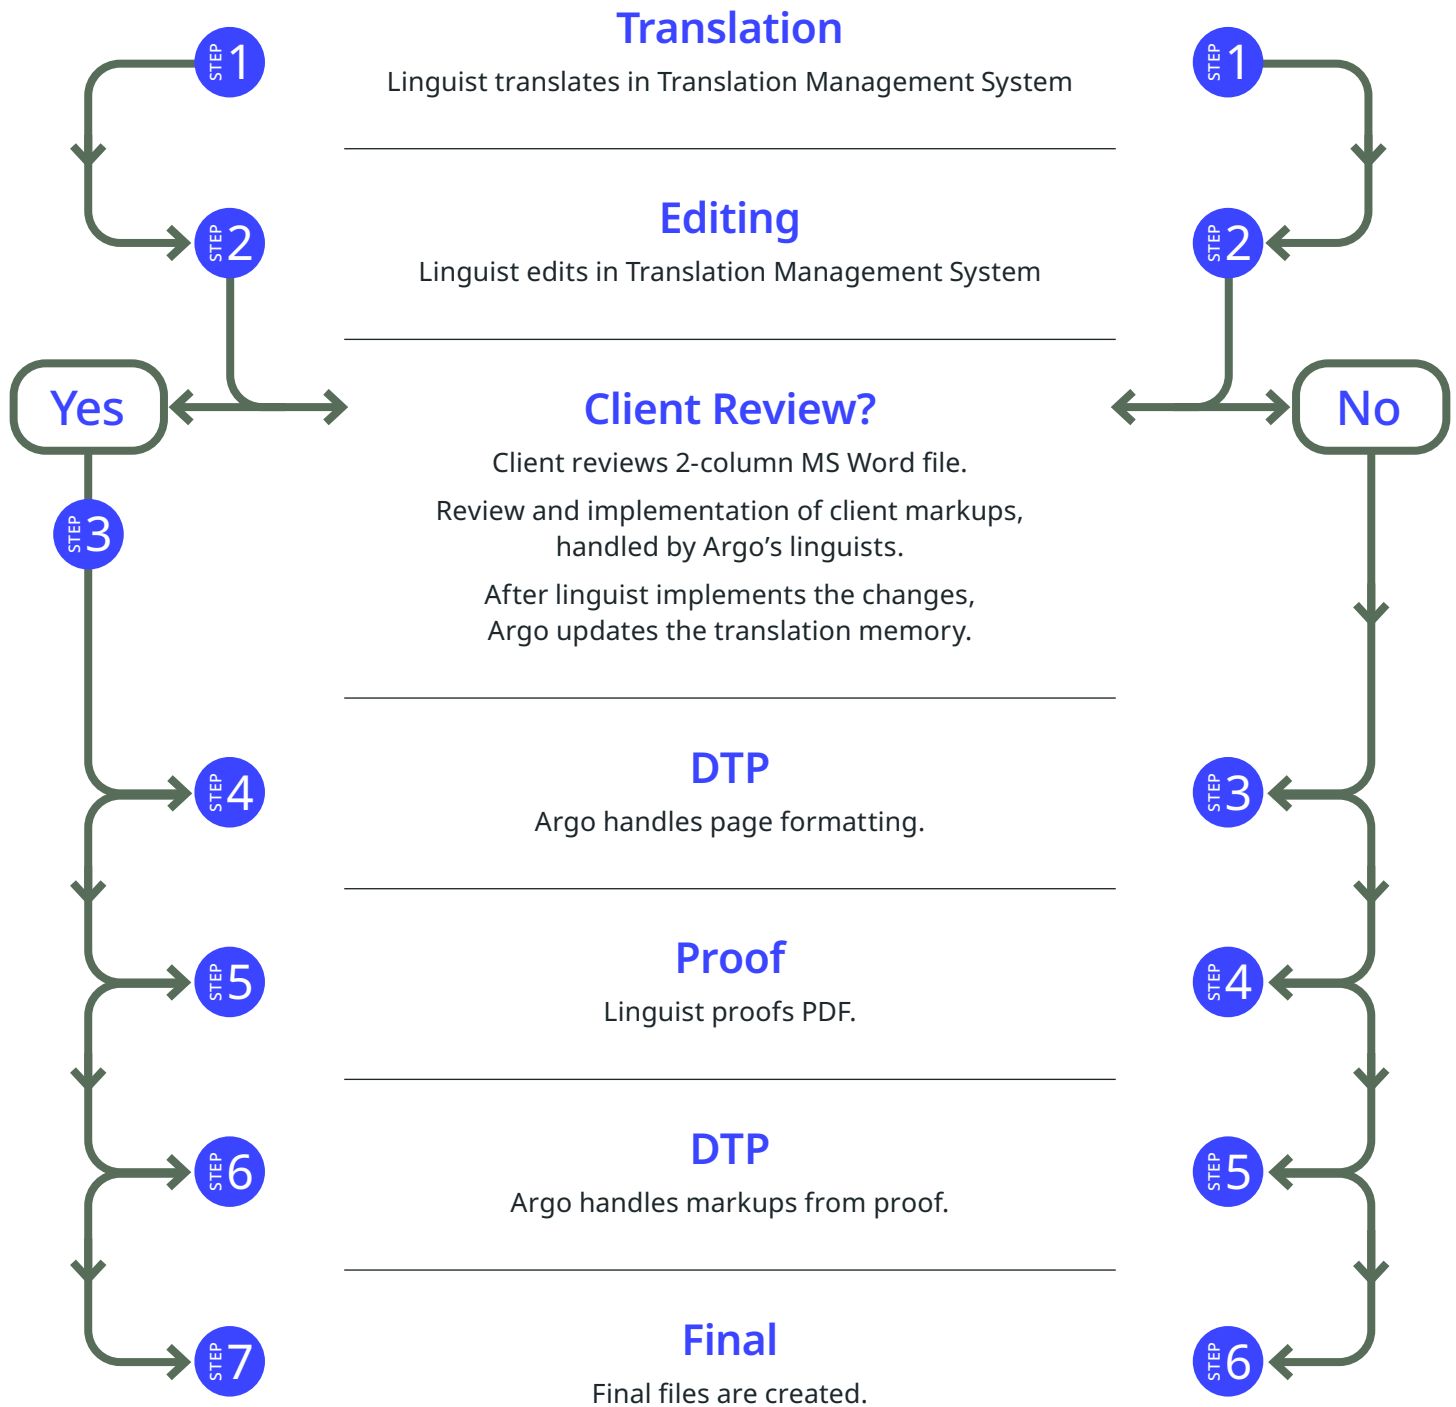 Translation
STEP 1
STEP 1
Linguist translates in Translation Management System
Editing
STEP 2
STEP 2
Linguist edits in Translation Management System
Yes
Client Review?
No
Client reviews 2-column MS Word file.
Review and implementation of client markups,
STEP 3
handled by Argo’s linguists.
After linguist implements the changes,
Argo updates the translation memory.
DTP
STEP 4
STEP 3
Argo handles page formatting.
Proof
STEP 5
STEP 4
Linguist proofs PDF.
DTP
STEP 6
STEP 5
Argo handles markups from proof.
Final
STEP 7
STEP 6
Final files are created.